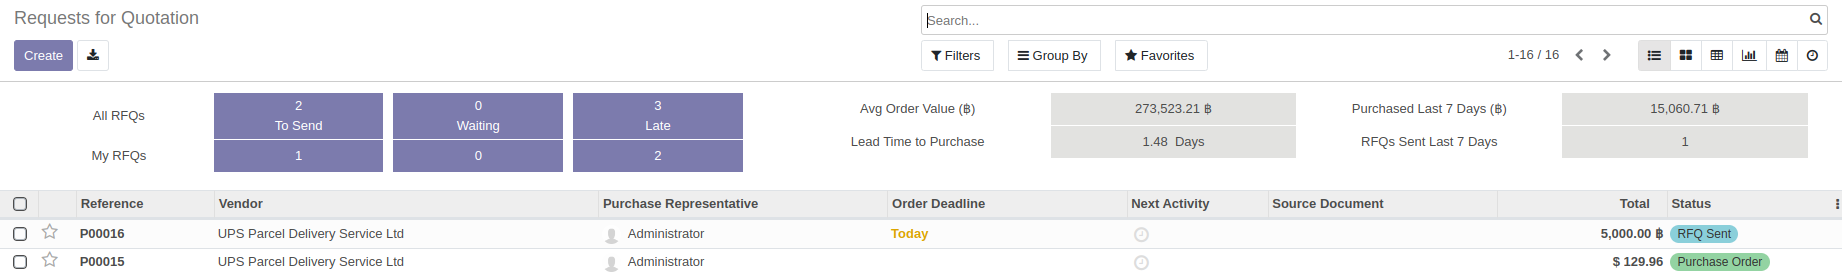 Requests for Quotation
Search...
Create
Filters Group By Favorites 1-16 / 16
All RFQs 2 To Send 0 Waiting 3 Late
My RFQs 1 0 2
Avg Order Value (฿) 273,523.21 ฿ Purchased Last 7 Days (฿) 15,060.71 ฿
Lead Time to Purchase 1.48 Days RFQs Sent Last 7 Days 1
Reference Vendor Purchase Representative Order Deadline Next Activity Source Document Total Status
P00016 UPS Parcel Delivery Service Ltd Administrator Today 5,000.00 ฿ RFQ Sent
P00015 UPS Parcel Delivery Service Ltd Administrator $ 129.96 Purchase Order